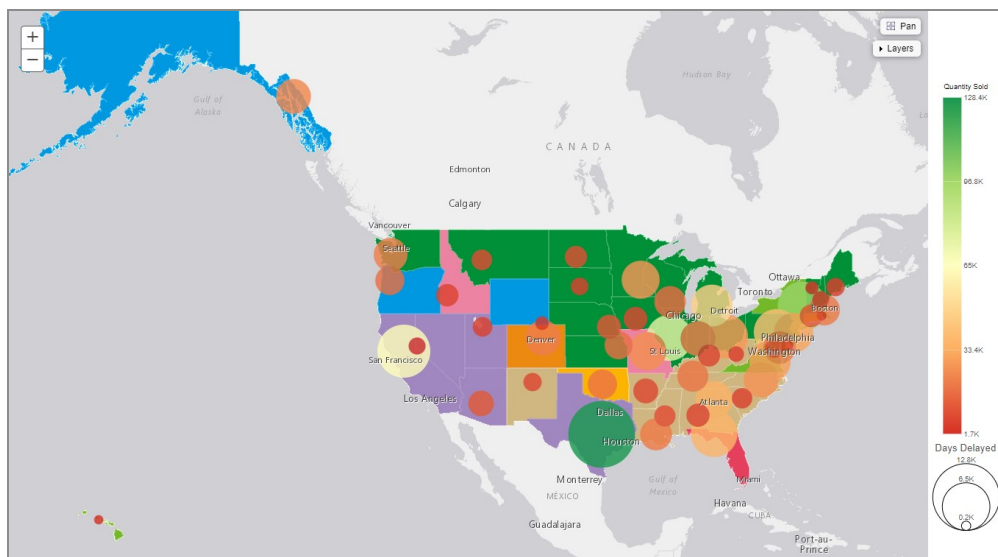 +
−
Pan
Layers
Hudson Bay
Gulf of
Alaska
CANADA
Edmonton
Calgary
Vancouver
Seattle
Ottawa
Toronto
Boston
Detroit
Chicago
Denver
St Louis
Philadelphia
Washington
San Francisco
Los Angeles
Atlanta
Dallas
Houston
Monterrey
MÉXICO
Gulf of
Mexico
Miami
Havana
CUBA
Guadalajara
Port-au-
Prince
Quantity Sold
128.4K
96.8K
65K
33.4K
1.7K
Days Delayed
12.8K
6.5K
0.2K